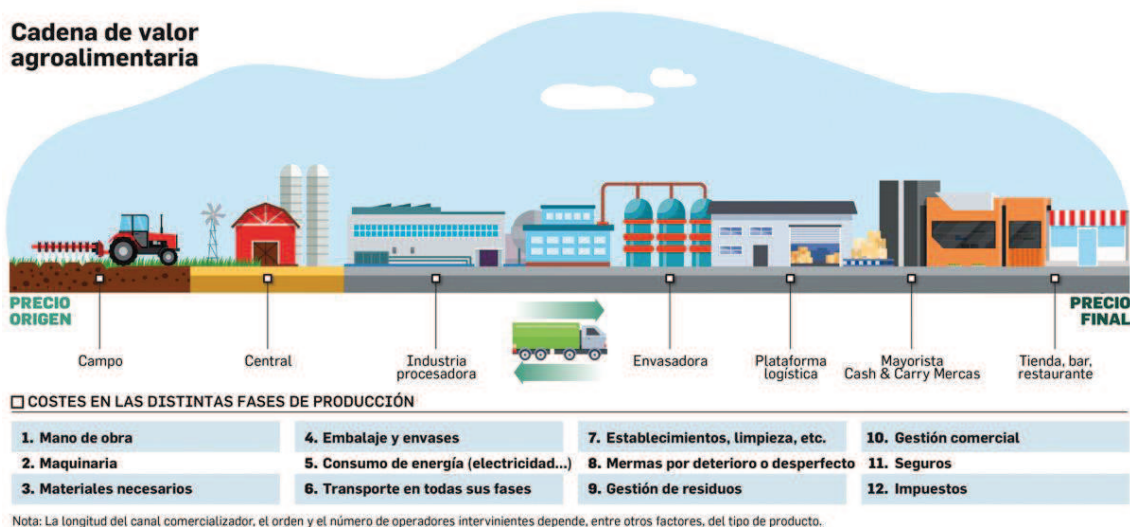 Cadena de valor
agroalimentaria
PRECIO
ORIGEN
PRECIO
FINAL
Campo
Central
Industria
procesadora
Envasadora
Plataforma
logística
Mayorista
Cash & Carry Mercas
Tienda, bar,
restaurante
COSTES EN LAS DISTINTAS FASES DE PRODUCCIÓN
1. Mano de obra
2. Maquinaria
3. Materiales necesarios
4. Embalaje y envases
5. Consumo de energía (electricidad...)
6. Transporte en todas sus fases
7. Establecimientos, limpieza, etc.
8. Mermas por deterioro o desperfecto
9. Gestión de residuos
10. Gestión comercial
11. Seguros
12. Impuestos
Nota: La longitud del canal comercializador, el orden y el número de operadores intervinientes depende, entre otros factores, del tipo de producto.